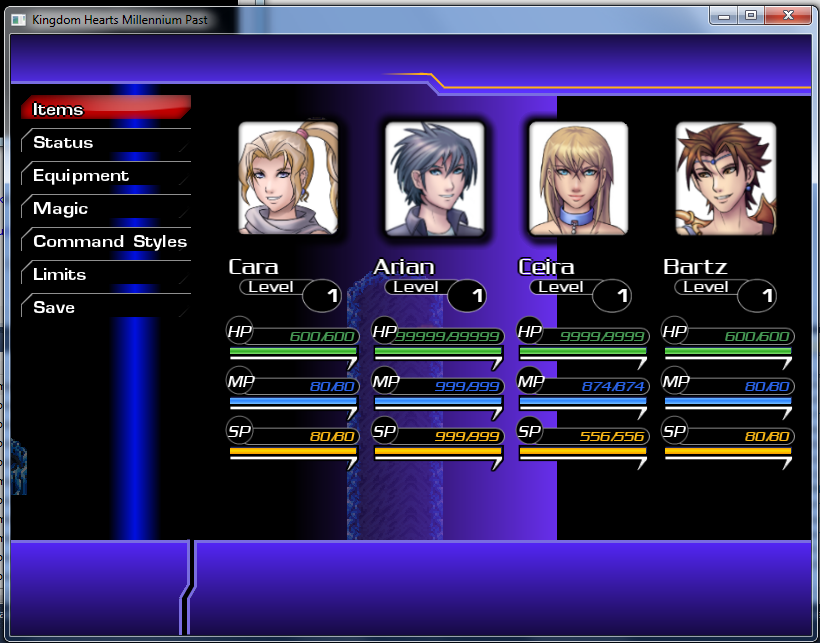 Kingdom Hearts Millennium Past
Items
Status
Equipment
Magic
Command Styles
Limits
Save
Cara
Level 1
HP 600/600
MP 80/80
SP 80/80
Arian
Level 1
HP 99999/99999
MP 999/999
SP 999/999
Ceira
Level 1
HP 9999/9999
MP 874/874
SP 556/556
Bartz
Level 1
HP 600/600
MP 80/80
SP 80/80